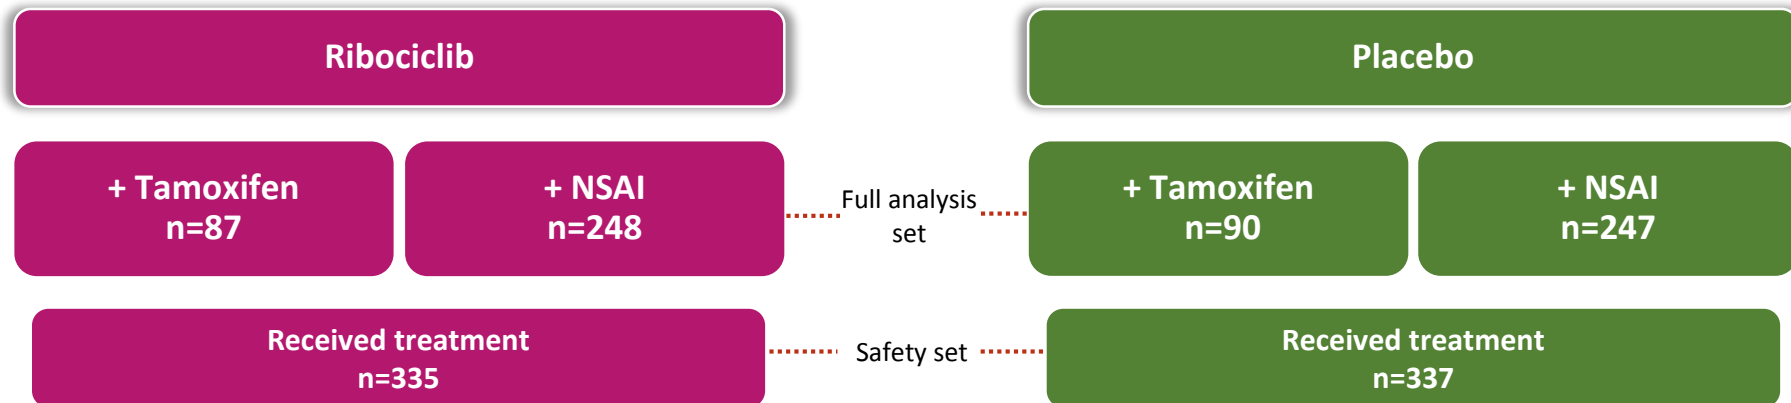 Ribociclib
Placebo
+ Tamoxifen
n=87
+ NSAI
n=248
Full analysis
set
+ Tamoxifen
n=90
+ NSAI
n=247
Received treatment
n=335
Safety set
Received treatment
n=337